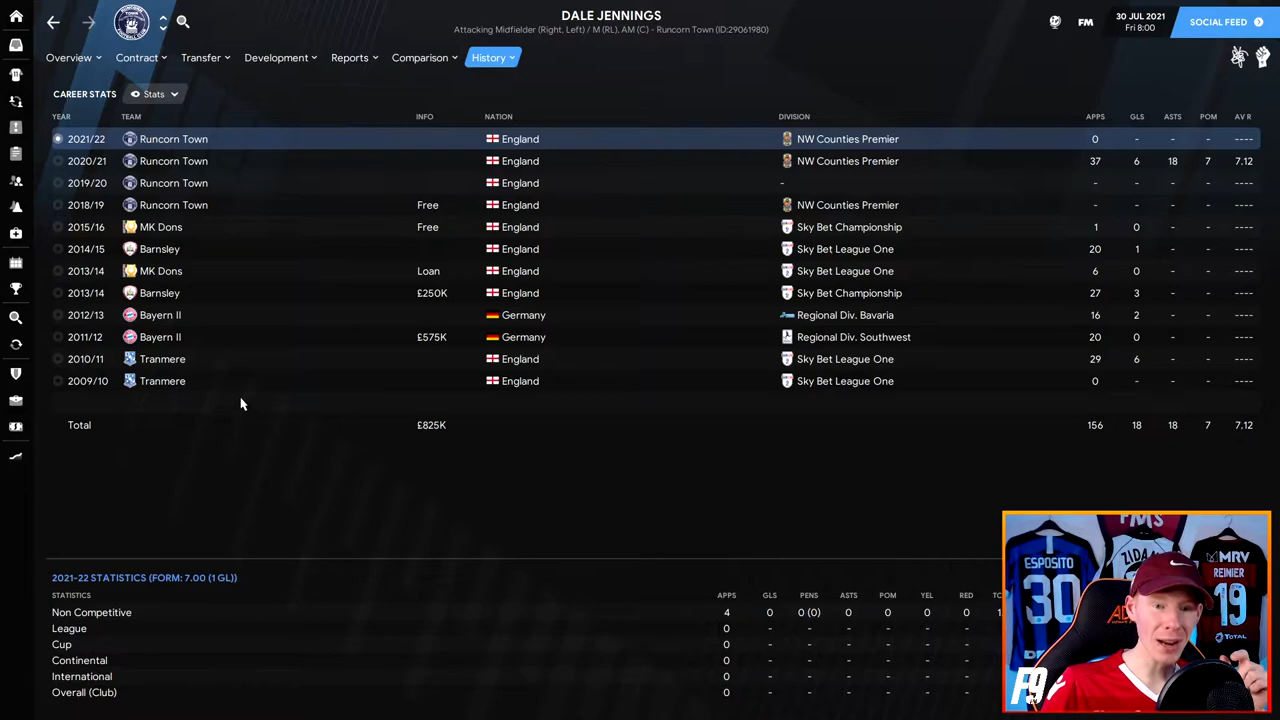 DALE JENNINGS
Attacking Midfielder (Right, Left) / M (RL), AM (C) - Runcorn Town (ID:29061980)
FM
30 JUL 2021
Fri 8:00
SOCIAL FEED
Overview Contract Transfer Development Reports Comparison History
CAREER STATS Stats
YEAR TEAM INFO NATION DIVISION APPS GLS ASTS POM AV R
2021/22 Runcorn Town England NW Counties Premier 0 - - - ----
2020/21 Runcorn Town England NW Counties Premier 37 6 18 7 7.12
2019/20 Runcorn Town England - - - - - ----
2018/19 Runcorn Town Free England NW Counties Premier - - - - ----
2015/16 MK Dons Free England Sky Bet Championship 1 0 - - ----
2014/15 Barnsley England Sky Bet League One 20 1 - - ----
2013/14 MK Dons Loan England Sky Bet League One 6 0 - - ----
2013/14 Barnsley £250K England Sky Bet Championship 27 3 - - ----
2012/13 Bayern II Germany Regional Div. Bavaria 16 2 - - ----
2011/12 Bayern II £575K Germany Regional Div. Southwest 20 0 - - ----
2010/11 Tranmere England Sky Bet League One 29 6 - - ----
2009/10 Tranmere England Sky Bet League One 0 - - - ----
Total £825K 156 18 18 7 7.12
2021-22 STATISTICS (FORM: 7.00 (1 GL))
STATISTICS APPS GLS PENS ASTS POM YEL RED
Non Competitive 4 0 0 (0) 0 0 0 0
League 0 - - - - - -
Cup 0 - - - - - -
Continental 0 - - - - - -
International 0 - - - - - -
Overall (Club) 0 - - - - - -
FM's
ESPOSITO
30
ZIDA
MRV
REINIER
19
TOTAL
F9